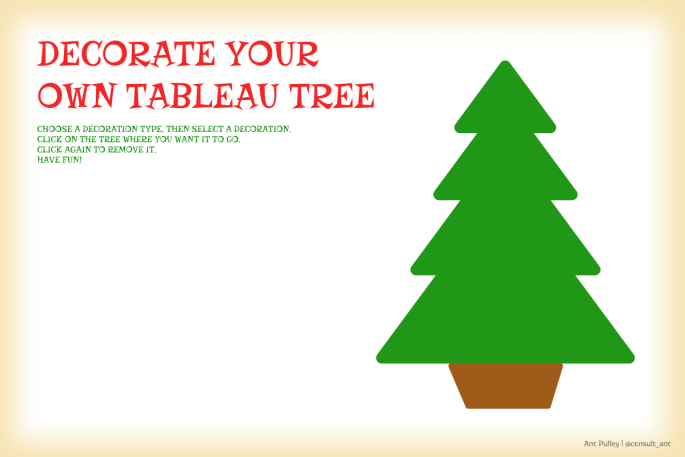 DECORATE YOUR
OWN TABLEAU TREE
CHOOSE A DECORATION TYPE, THEN SELECT A DECORATION.
CLICK ON THE TREE WHERE YOU WANT IT TO GO.
CLICK AGAIN TO REMOVE IT.
HAVE FUN!
Ant Pulley | @consult_ant